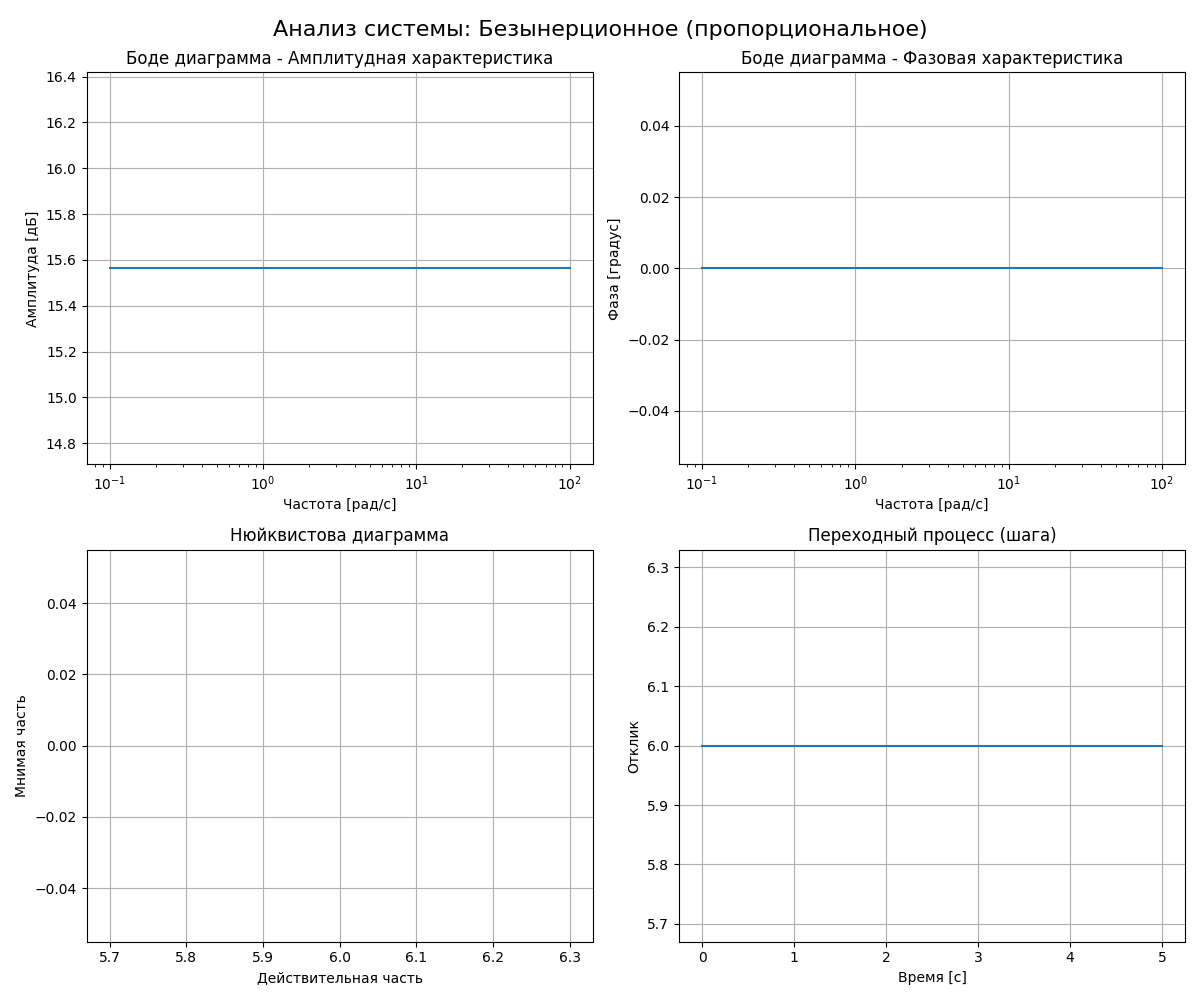 Анализ системы: Безынерционное (пропорциональное)
Боде диаграмма - Амплитудная характеристика
16.4
16.2
16.0
15.8
15.6
15.4
15.2
15.0
14.8
Амплитуда [дБ]
10⁻¹ 10⁰ 10¹ 10²
Частота [рад/с]
Боде диаграмма - Фазовая характеристика
0.04
0.02
0.00
−0.02
−0.04
Фаза [градус]
10⁻¹ 10⁰ 10¹ 10²
Частота [рад/с]
Нюйквистова диаграмма
0.04
0.02
0.00
−0.02
−0.04
Мнимая часть
5.7 5.8 5.9 6.0 6.1 6.2 6.3
Действительная часть
Переходный процесс (шага)
6.3
6.2
6.1
6.0
5.9
5.8
5.7
Отклик
0 1 2 3 4 5
Время [с]